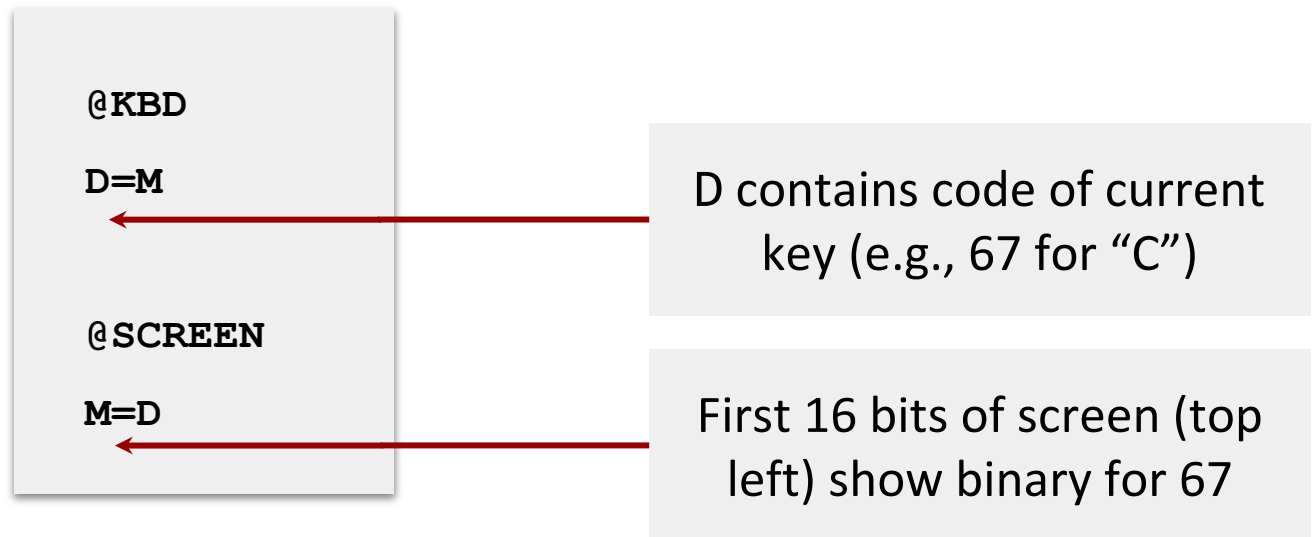 @KBD
D=M
D contains code of current
key (e.g., 67 for “C”)
@SCREEN
M=D
First 16 bits of screen (top
left) show binary for 67